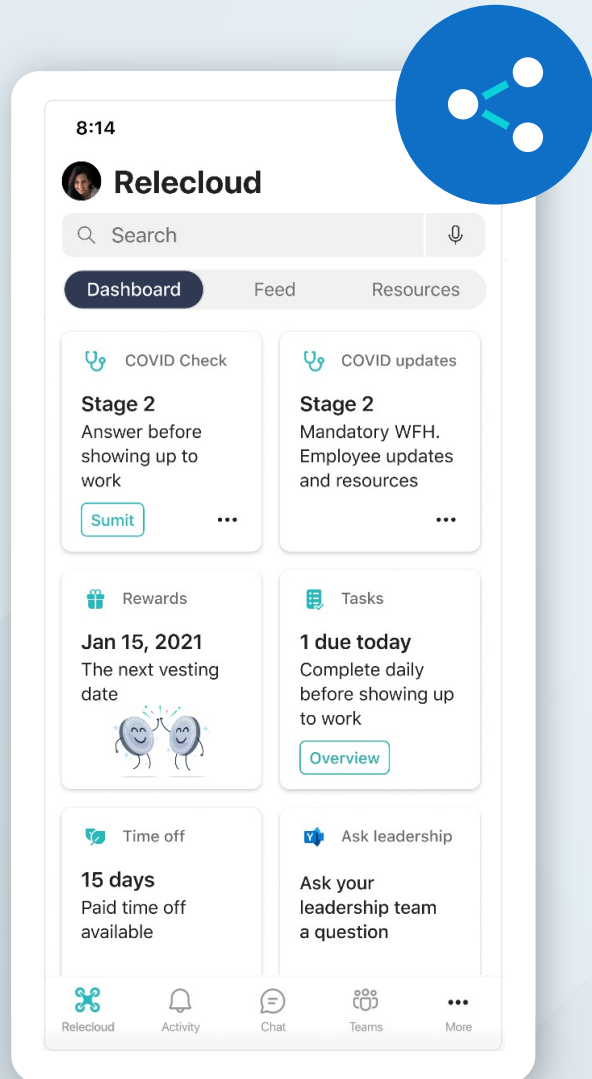 8:14
Relecloud
Search
Dashboard Feed Resources
COVID Check
Stage 2
Answer before
showing up to
work
Sumit
COVID updates
Stage 2
Mandatory WFH.
Employee updates
and resources
Rewards
Jan 15, 2021
The next vesting
date
Tasks
1 due today
Complete daily
before showing up
to work
Overview
Time off
15 days
Paid time off
available
Y
Ask leadership
Ask your
leadership team
a question
Relecloud Activity Chat Teams More